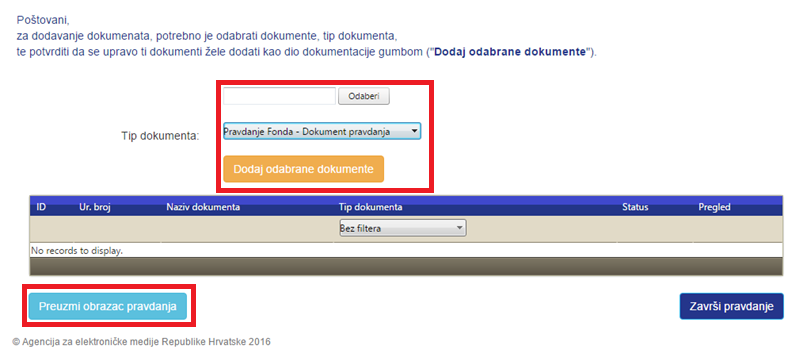 Poštovani,
za dodavanje dokumenata, potrebno je odabrati dokumente, tip dokumenta,
te potvrditi da se upravo ti dokumenti žele dodati kao dio dokumentacije gumbom ("Dodaj odabrane dokumente").
Odaberi
Tip dokumenta: Pravdanje Fonda - Dokument pravdanja
Dodaj odabrane dokumente
ID Ur. broj Naziv dokumenta Tip dokumenta Status Pregled
Bez filtera
No records to display.
Preuzmi obrazac pravdanja Završi pravdanje
© Agencija za elektroničke medije Republike Hrvatske 2016